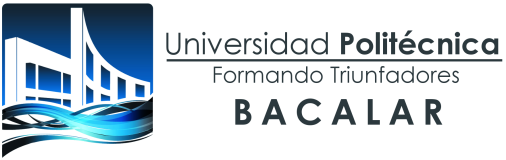 Universidad Politécnica
Formando Triunfadores
BACALAR